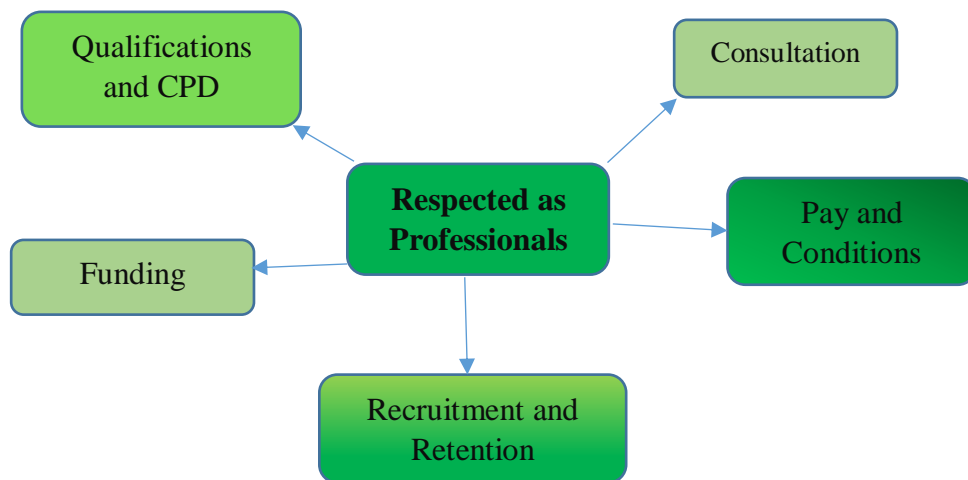 Qualifications
and CPD
Consultation
Respected as
Professionals
Pay and
Conditions
Funding
Recruitment and
Retention